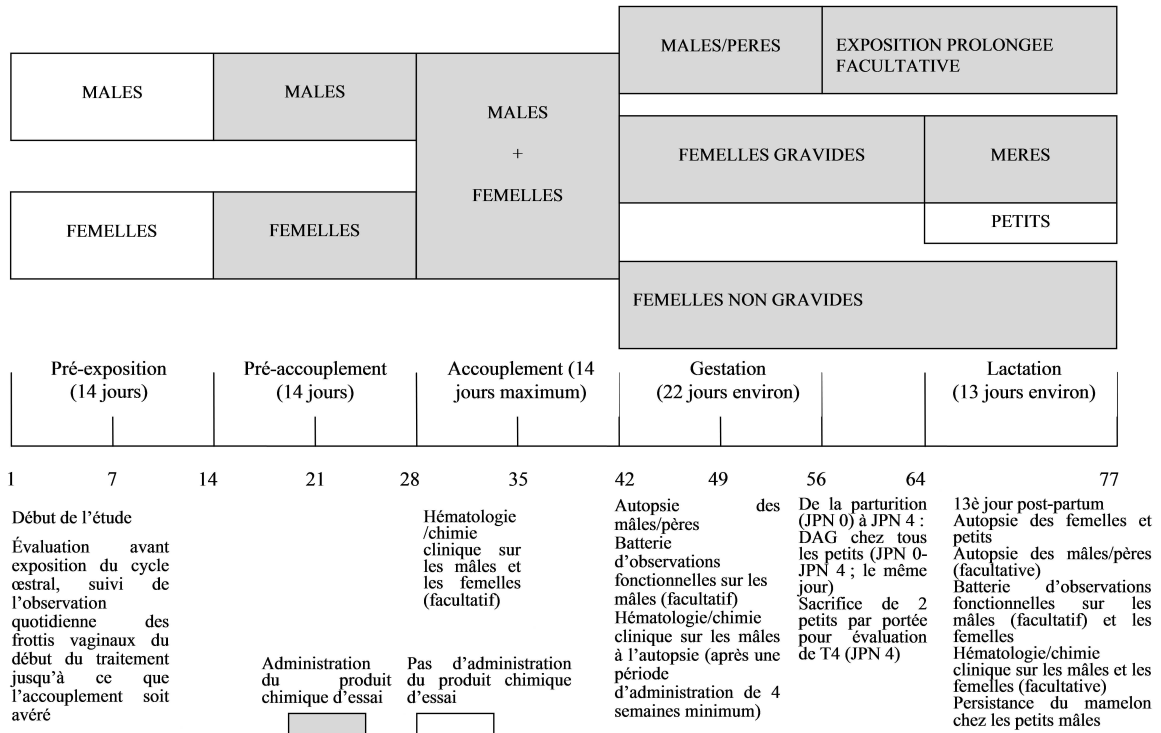 MALES/PERES
EXPOSITION PROLONGEE
FACULTATIVE
MALES
MALES
MALES
+
FEMELLES
FEMELLES GRAVIDES
MERES
PETITS
FEMELLES
FEMELLES
FEMELLES NON GRAVIDES
Pré-exposition
(14 jours)
Pré-accouplement
(14 jours)
Accouplement (14
jours maximum)
Gestation
(22 jours environ)
Lactation
(13 jours environ)
1 7 14 21 28 35 42 49 56 64 77
Début de l'étude
Évaluation avant
exposition du cycle
œstral, suivi de
l'observation
quotidienne des
frottis vaginaux du
début du traitement
jusqu'à ce que
l'accouplement soit
avéré
Hématologie
/chimie
clinique sur
les mâles et
les femelles
(facultatif)
Autopsie des
mâles/pères
Batterie
d'observations
fonctionnelles sur les
mâles (facultatif)
Hématologie/chimie
clinique sur les mâles
à l'autopsie (après une
période
d'administration de 4
semaines minimum)
De la parturition
(JPN 0) à JPN 4 :
DAG chez tous
les petits (JPN 0-
JPN 4 ; le même
jour)
Sacrifice de 2
petits par portée
pour évaluation
de T4 (JPN 4)
13è jour post-partum
Autopsie des femelles et
petits
Autopsie des mâles/pères
(facultative)
Batterie d'observations
fonctionnelles sur les
mâles (facultatif) et les
femelles
Hématologie/chimie
clinique sur les mâles et les
femelles (facultative)
Persistance du mamelon
chez les petits mâles
Administration
du produit
chimique d'essai
Pas d'administration
du produit chimique
d'essai